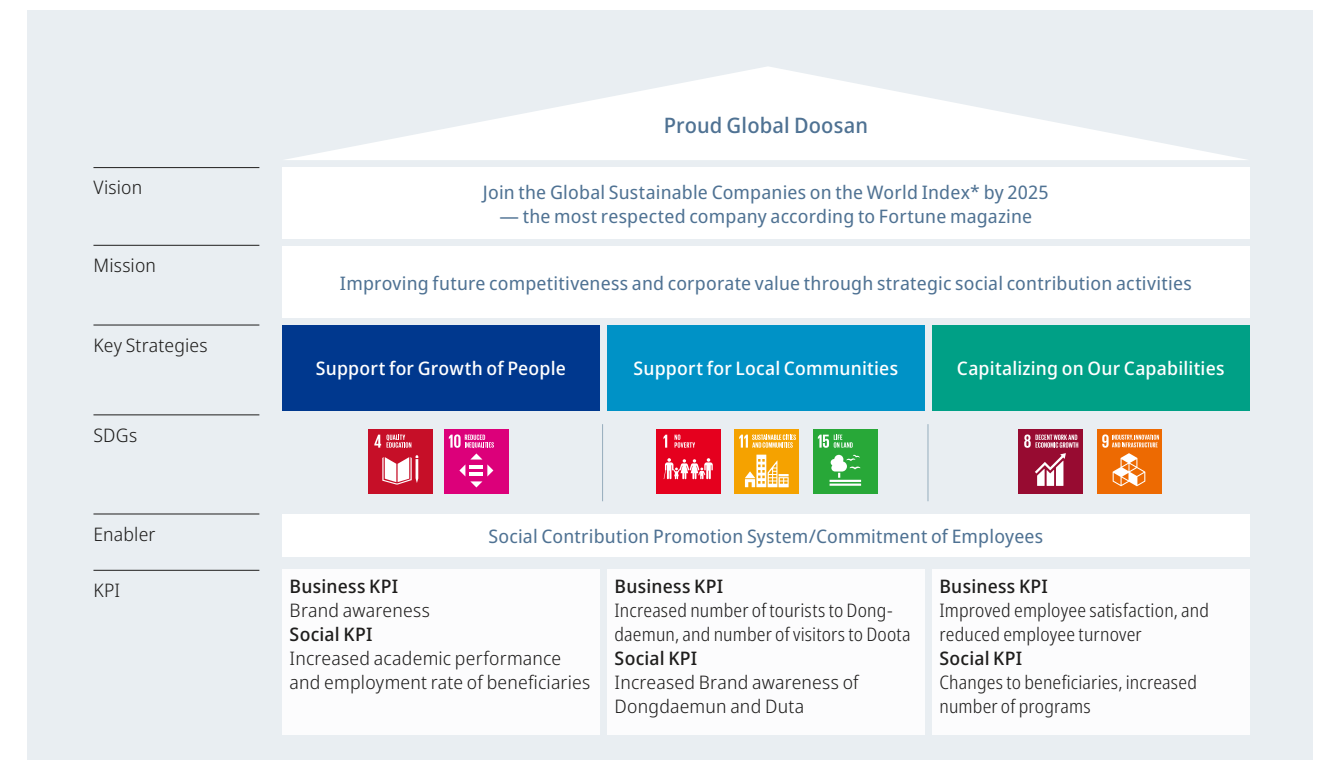 Proud Global Doosan
Vision
Join the Global Sustainable Companies on the World Index* by 2025
— the most respected company according to Fortune magazine
Mission
Improving future competitiveness and corporate value through strategic social contribution activities
Key Strategies
Support for Growth of People
Support for Local Communities
Capitalizing on Our Capabilities
SDGs
4 QUALITY
EDUCATION
10 REDUCED
INEQUALITIES
1 NO
POVERTY
11 SUSTAINABLE CITIES
AND COMMUNITIES
15 LIFE
ON LAND
8 DECENT WORK AND
ECONOMIC GROWTH
9 INDUSTRY, INNOVATION
AND INFRASTRUCTURE
Enabler
Social Contribution Promotion System/Commitment of Employees
KPI
Business KPI
Brand awareness
Social KPI
Increased academic performance
and employment rate of beneficiaries
Business KPI
Increased number of tourists to Dong-
daemun, and number of visitors to Doota
Social KPI
Increased Brand awareness of
Dongdaemun and Duta
Business KPI
Improved employee satisfaction, and
reduced employee turnover
Social KPI
Changes to beneficiaries, increased
number of programs